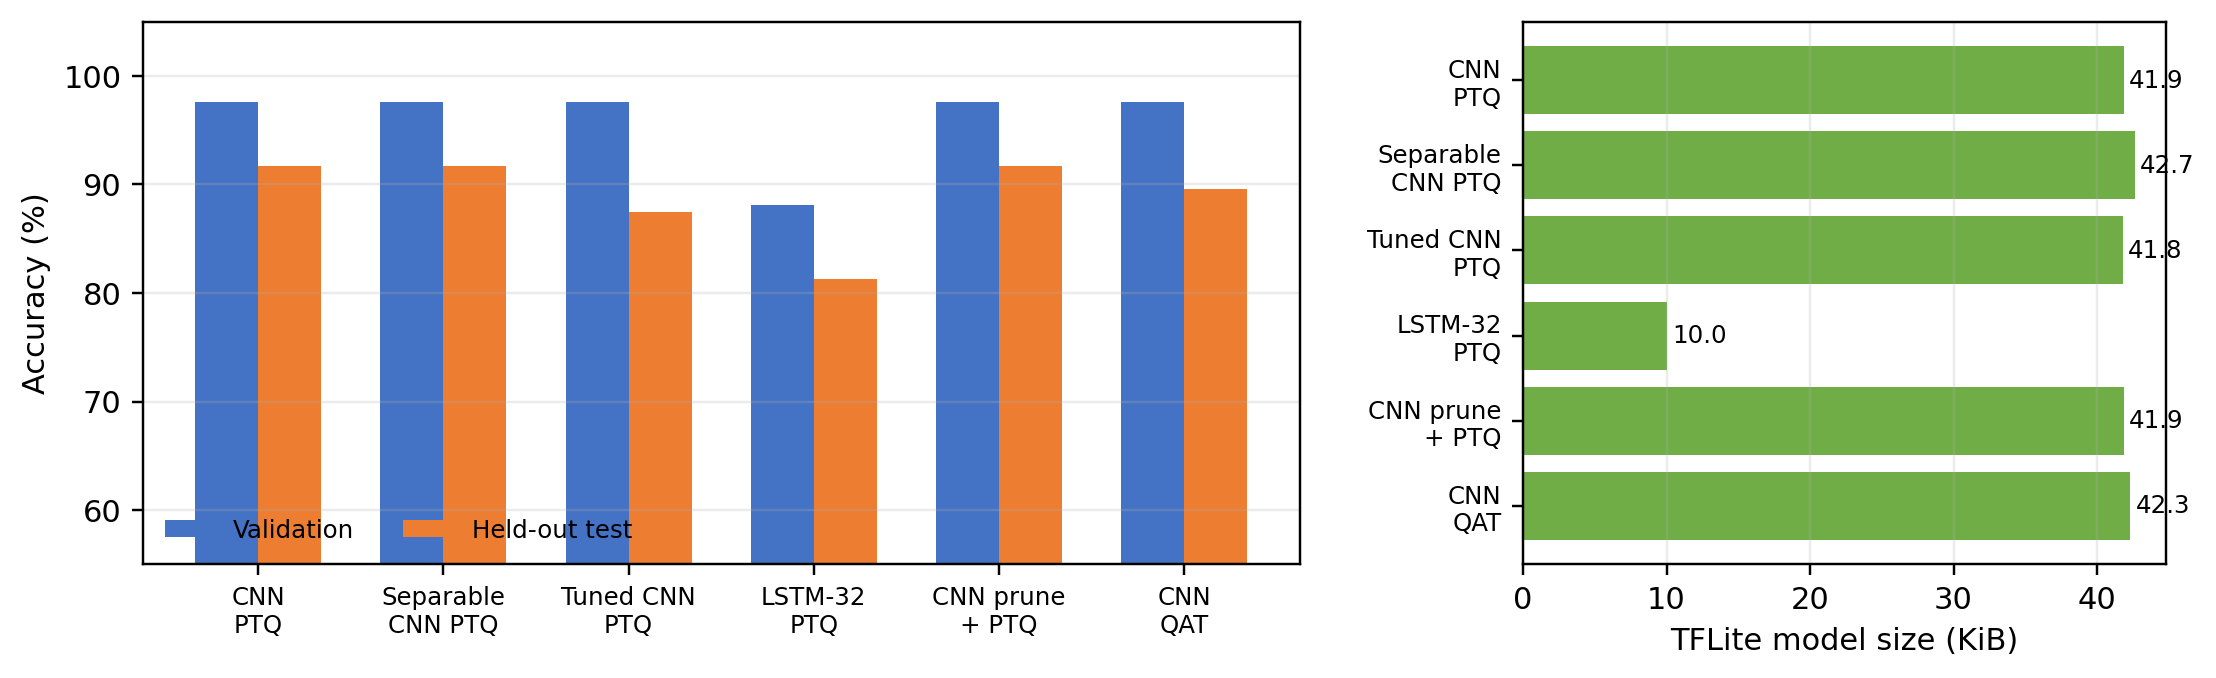 Accuracy (%)
100
90
80
70
60
Validation
Held-out test
CNN
PTQ
Separable
CNN PTQ
Tuned CNN
PTQ
LSTM-32
PTQ
CNN prune
+ PTQ
CNN
QAT
CNN
PTQ
41.9
Separable
CNN PTQ
42.7
Tuned CNN
PTQ
41.8
LSTM-32
PTQ
10.0
CNN prune
+ PTQ
41.9
CNN
QAT
42.3
0
10
20
30
40
TFLite model size (KiB)